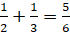 1/2 + 1/3 = 5/6